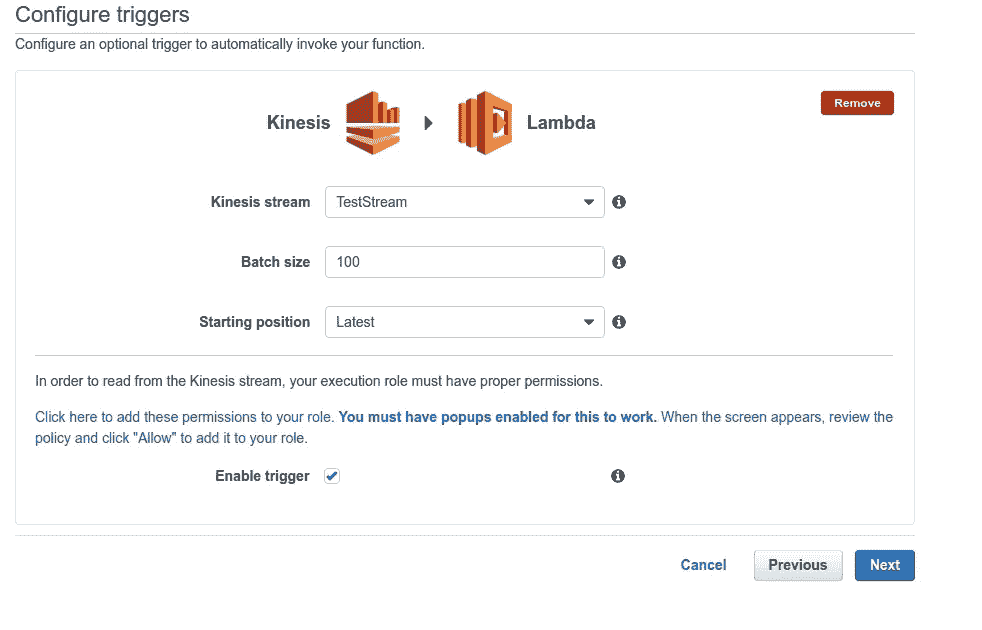 Configure triggers
Configure an optional trigger to automatically invoke your function.
Remove
Kinesis Lambda
Kinesis stream TestStream
Batch size 100
Starting position Latest
In order to read from the Kinesis stream, your execution role must have proper permissions.
Click here to add these permissions to your role. You must have popups enabled for this to work. When the screen appears, review the
policy and click "Allow" to add it to your role.
Enable trigger
Cancel Previous Next